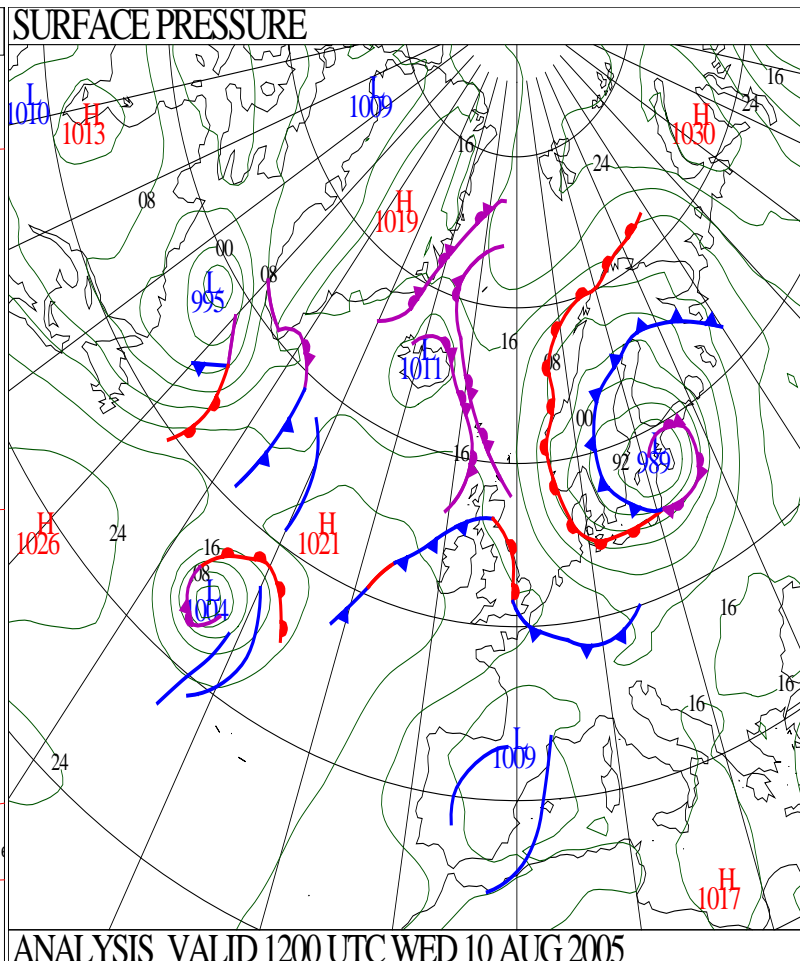 SURFACE PRESSURE
16
L
1010
H
1013
L
1009
24
H
1030
16
24
08
H
1019
00
08
L
995
16
08
L
1011
00
16
92
L
989
H
1026
24
H
1021
16
08
L
1004
16
16
16
24
L
1009
H
1017
ANALYSIS VALID 1200 UTC WED 10 AUG 2005